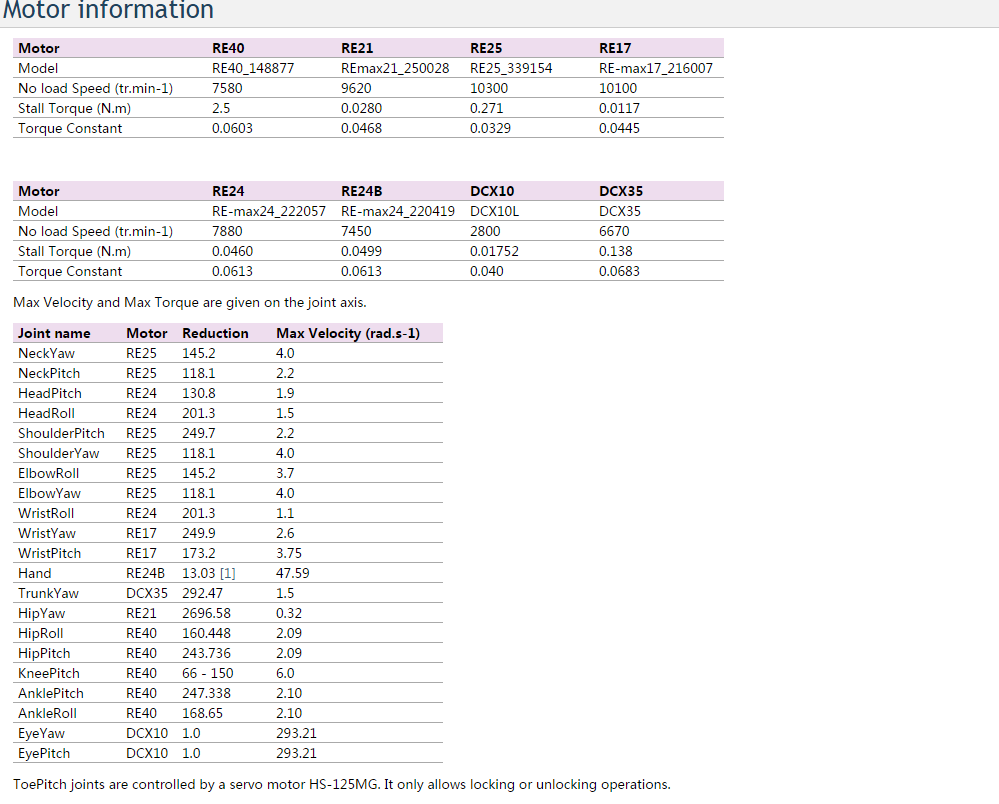 Motor information
Motor RE40 RE21 RE25 RE17
Model RE40_148877 REmax21_250028 RE25_339154 RE-max17_216007
No load Speed (tr.min-1) 7580 9620 10300 10100
Stall Torque (N.m) 2.5 0.0280 0.271 0.0117
Torque Constant 0.0603 0.0468 0.0329 0.0445
Motor RE24 RE24B DCX10 DCX35
Model RE-max24_222057 RE-max24_220419 DCX10L DCX35
No load Speed (tr.min-1) 7880 7450 2800 6670
Stall Torque (N.m) 0.0460 0.0499 0.01752 0.138
Torque Constant 0.0613 0.0613 0.040 0.0683
Max Velocity and Max Torque are given on the joint axis.
Joint name Motor Reduction Max Velocity (rad.s-1)
NeckYaw RE25 145.2 4.0
NeckPitch RE25 118.1 2.2
HeadPitch RE24 130.8 1.9
HeadRoll RE24 201.3 1.5
ShoulderPitch RE25 249.7 2.2
ShoulderYaw RE25 118.1 4.0
ElbowRoll RE25 145.2 3.7
ElbowYaw RE25 118.1 4.0
WristRoll RE24 201.3 1.1
WristYaw RE17 249.9 2.6
WristPitch RE17 173.2 3.75
Hand RE24B 13.03 [1] 47.59
TrunkYaw DCX35 292.47 1.5
HipYaw RE21 2696.58 0.32
HipRoll RE40 160.448 2.09
HipPitch RE40 243.736 2.09
KneePitch RE40 66 - 150 6.0
AnklePitch RE40 247.338 2.10
AnkleRoll RE40 168.65 2.10
EyeYaw DCX10 1.0 293.21
EyePitch DCX10 1.0 293.21
ToePitch joints are controlled by a servo motor HS-125MG. It only allows locking or unlocking operations.